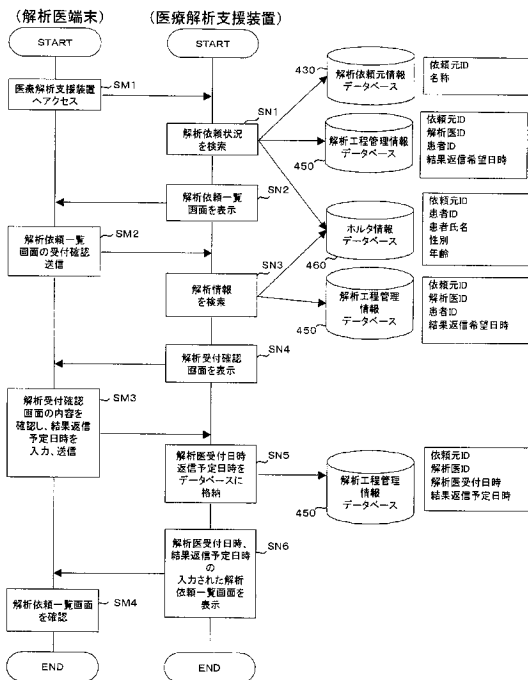 (解析医端末)
(医療解析支援装置)
START
START
医療解析支援装置
へアクセス
SM1
解析依頼状況
を検索
SN1
430
解析依頼元情報
データベース
依頼元ID
名称
解析工程管理情報
データベース
450
依頼元ID
解析医ID
患者ID
結果返信希望日時
解析依頼一覧
画面を表示
SN2
解析依頼一覧
画面の受付確認
送信
SM2
ホルタ情報
データベース
460
依頼元ID
患者ID
患者氏名
性別
年齢
解析情報
を検索
SN3
解析工程管理
情報
データベース
450
依頼元ID
解析医ID
患者ID
結果返信希望日時
解析受付確認
画面を表示
SN4
解析受付確認
画面の内容を
確認し、結果返信
予定日時を
入力、送信
SM3
解析医受付日時
返信予定日時を
データベースに
格納
SN5
解析工程管理
情報
データベース
450
依頼元ID
解析医ID
解析医受付日時
結果返信予定日時
解析医受付日時、
結果返信予定日時
の
入力された解析
依頼一覧画面を
表示
SN6
解析依頼一覧画面
を確認
SM4
END
END